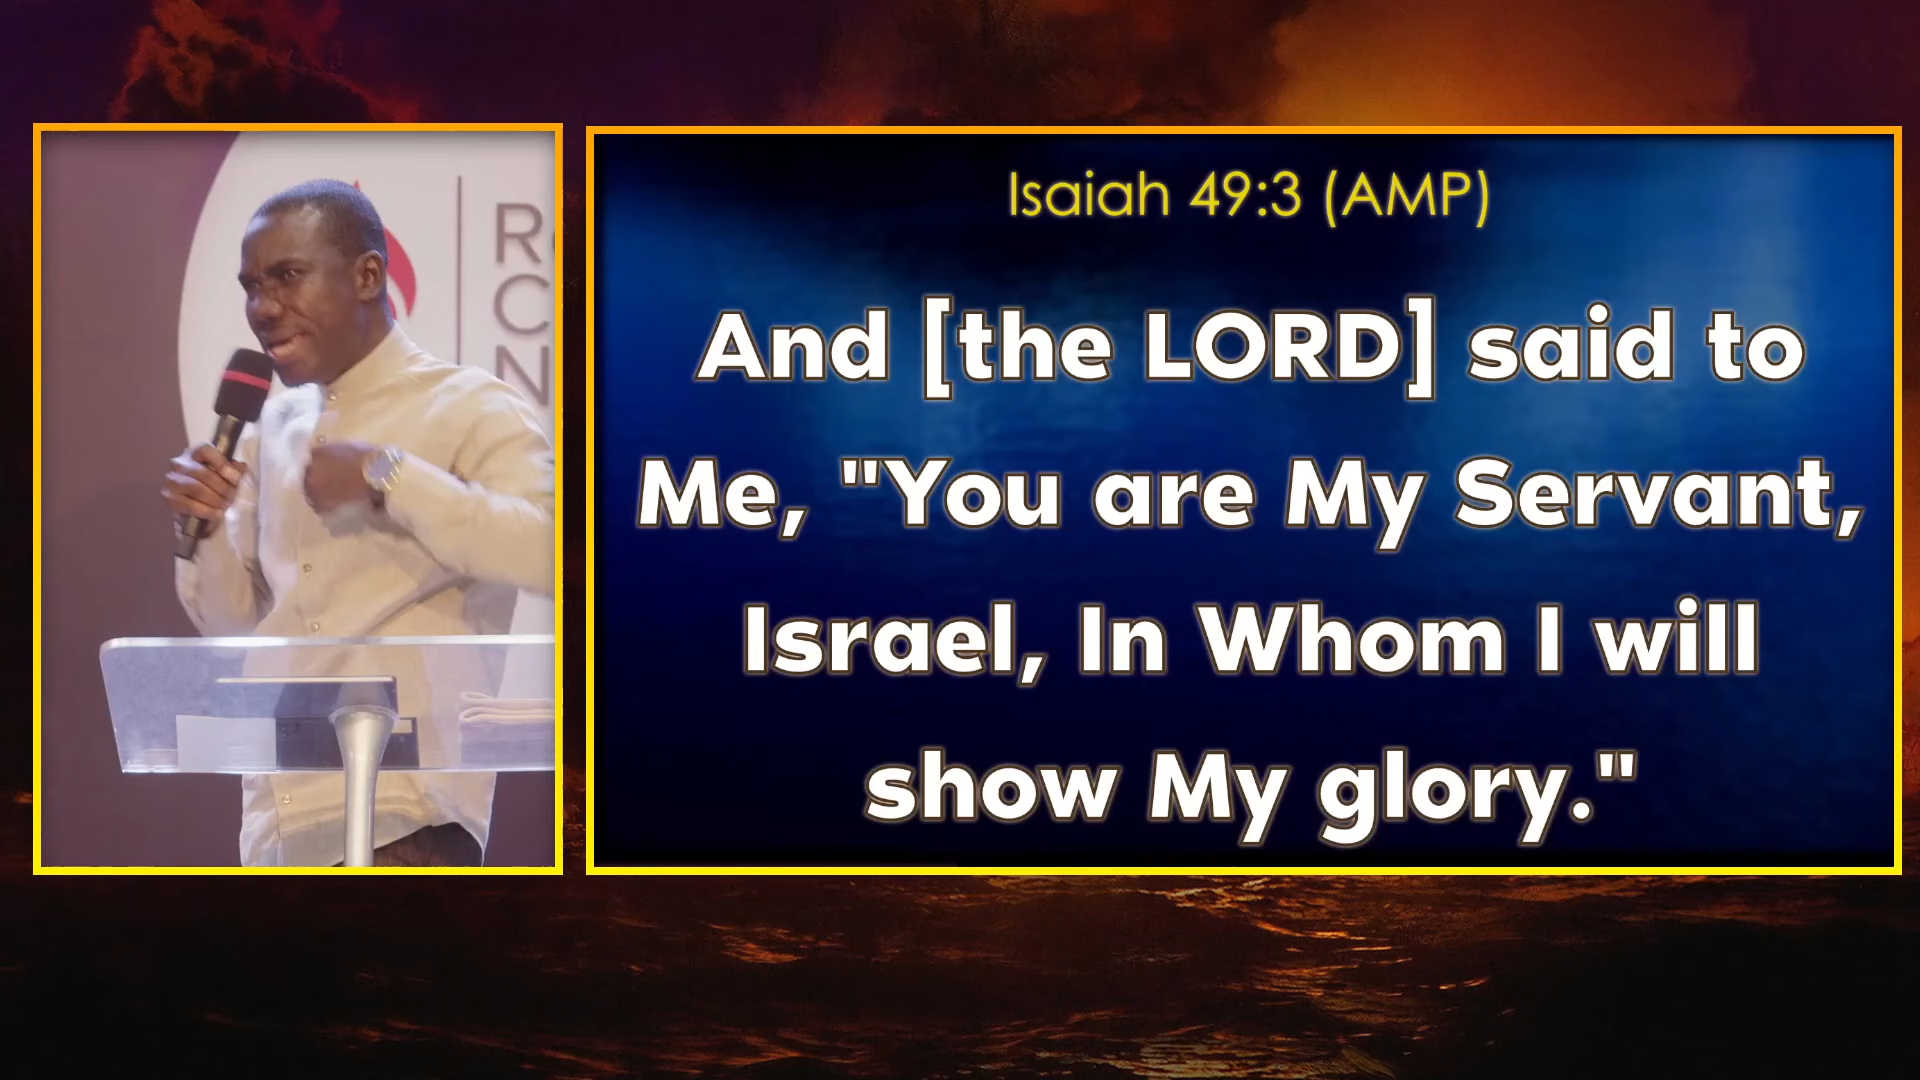 Isaiah 49:3 (AMP)
And [the LORD] said to
Me, "You are My Servant,
Israel, In Whom I will
show My glory."